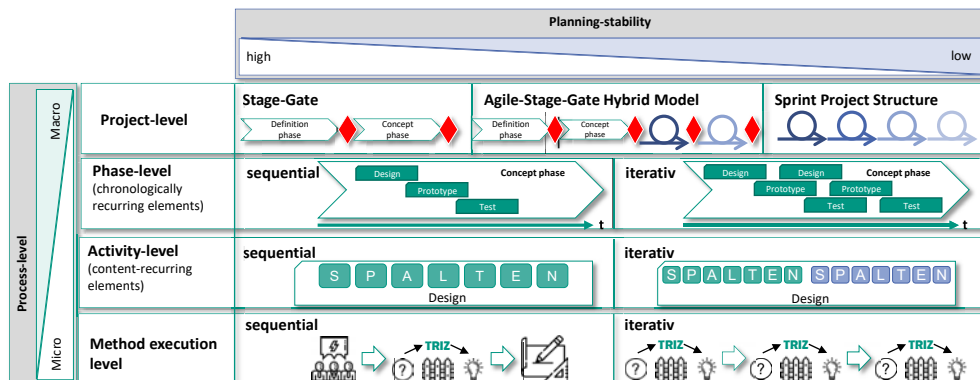 Planning-stability
high
low
Process-level
Macro
Micro
Project-level
Stage-Gate
Definition
phase
Concept
phase
Agile-Stage-Gate Hybrid Model
Definition
phase
Concept
phase
Sprint Project Structure
Phase-level
(chronologically
recurring elements)
sequential
Design
Prototype
Test
Concept phase
t
iterativ
Design
Design
Prototype
Prototype
Test
Test
Concept phase
t
Activity-level
(content-recurring
elements)
sequential
S P A L T E N
Design
iterativ
S P A L T E N S P A L T E N
Design
Method execution
level
sequential
? TRIZ
iterativ
? TRIZ
? TRIZ
? TRIZ